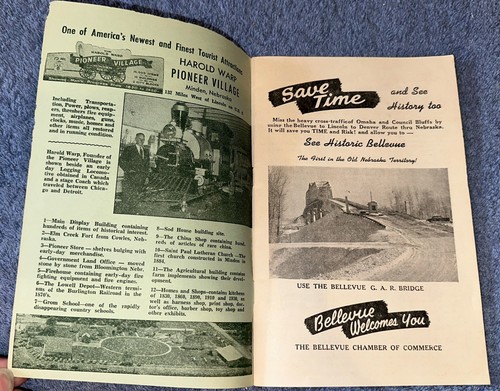 One of America's Newest and Finest Tourist Attractions
HAROLD WARP
PIONEER VILLAGE
Minden, Nebraska
132 Miles West of Lincoln
PIONEER VILLAGE
Including Transporta-
tion, Power, plows, reap-
ers, threshers fire equip-
ment, airplanes, guns,
clocks, music, homes and
other items all restored
and in running condition.
Harold Warp, Founder of
the Pioneer Village is
shown beside an early
day Logging Locomo-
tive obtained in Canada
and a stage Coach which
traveled between Chica-
go and Detroit.
1—Main Display Building containing
hundreds of items of historical interest.
2—Elm Creek Fort from Cowles, Neb-
raska.
3—Pioneer Store — shelves bulging with
early-day merchandise.
4—Government Land Office — moved
stone by stone from Bloomington Nebr.
5—Firehouse containing early-day fire
fighting equipment and fire engines.
6—The Lowell Depot—Western termi-
nus of the Burlington Railroad in the
1870's.
7—Grom School—one of the rapidly
disappearing country schools.
8—Sod House building site.
9—The China Shop containing hund-
reds of articles of rare china.
10—Saint Paul Lutheran Church —The
first church constructed in Minden in
1884.
11—The Agricultural building contains
farm implements showing their devel-
opment.
12—Homes and Shops—contains kitchens
of 1830, 1860, 1890, 1910 and 1930, as
well as harness shop, print shop, doc-
tor's office, barber shop, toy shop and
other exhibits.
Save
Time
and See
History too
Miss the heavy cross-traffic of Omaha and Council Bluffs by
using the Bellevue to Lincoln to Denver Route thru Nebraska.
It will save you TIME and Risk! and allow you to —
See Historic Bellevue
The First in the Old Nebraska Territory!
USE THE BELLEVUE G. A. R. BRIDGE
Bellevue
Welcomes You
THE BELLEVUE CHAMBER OF COMMERCE